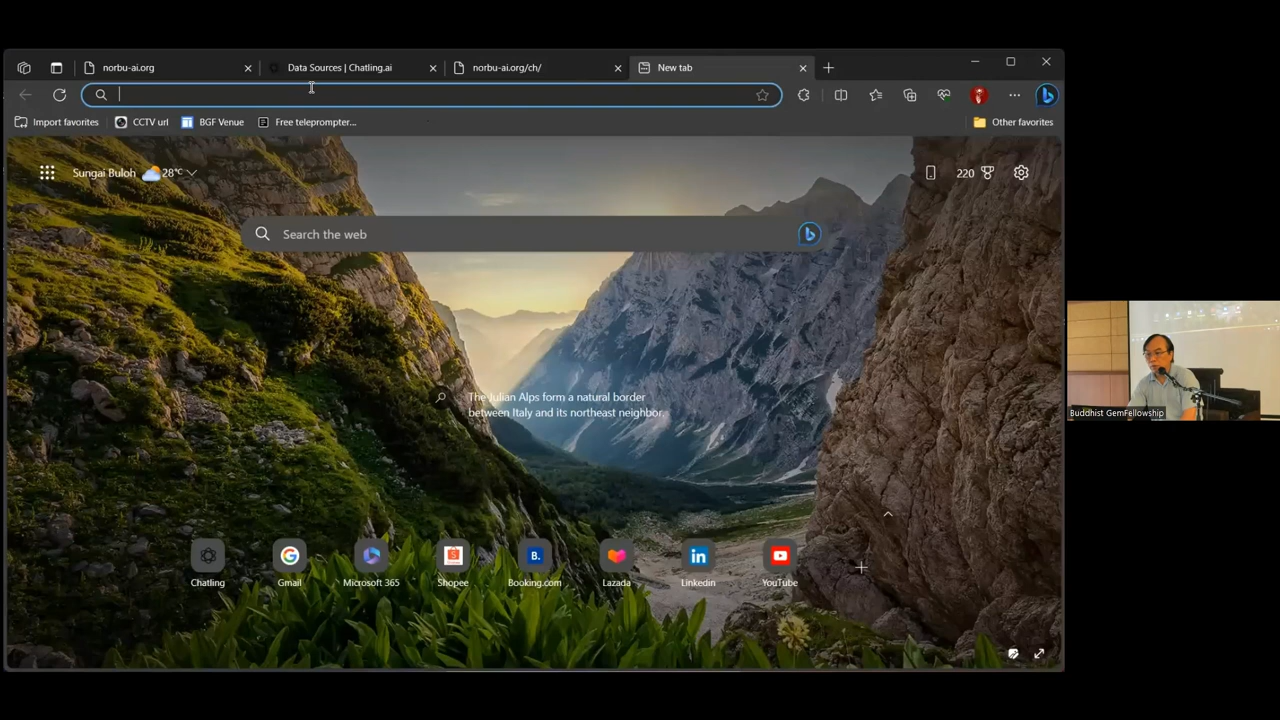 norbu-ai.org
Data Sources | Chatling.ai
norbu-ai.org/ch/
New tab
Import favorites
CCTV url
BGF Venue
Free teleprompter...
Other favorites
Sungai Buloh
28°C
220
Search the web
The Julian Alps form a natural border
between Italy and its northeast neighbor.
B.
Chatling
Gmail
Microsoft 365
Shopee
Booking.com
Lazada
Linkedin
YouTube
Buddhist GemFellowship